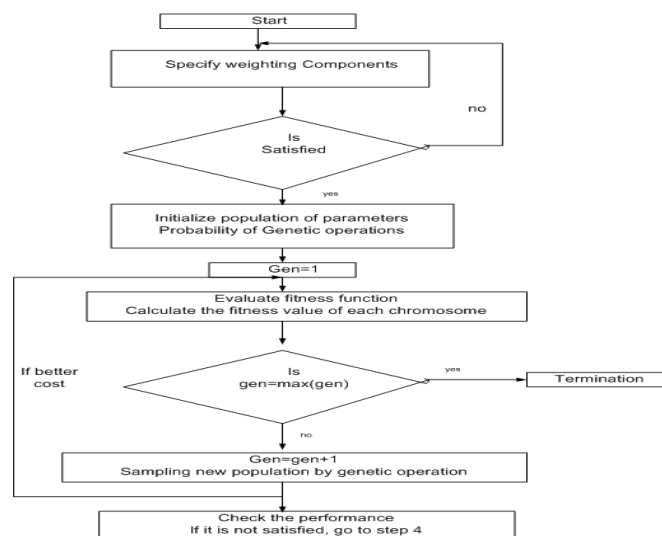 Start
Specify weighting Components
no
Is
Satisfied
yes
Initialize population of parameters
Probability of Genetic operations
Gen=1
Evaluate fitness function
Calculate the fitness value of each chromosome
If better
cost
Is
gen=max(gen)
yes
Termination
no
Gen=gen+1
Sampling new population by genetic operation
Check the performance
If it is not satisfied, go to step 4